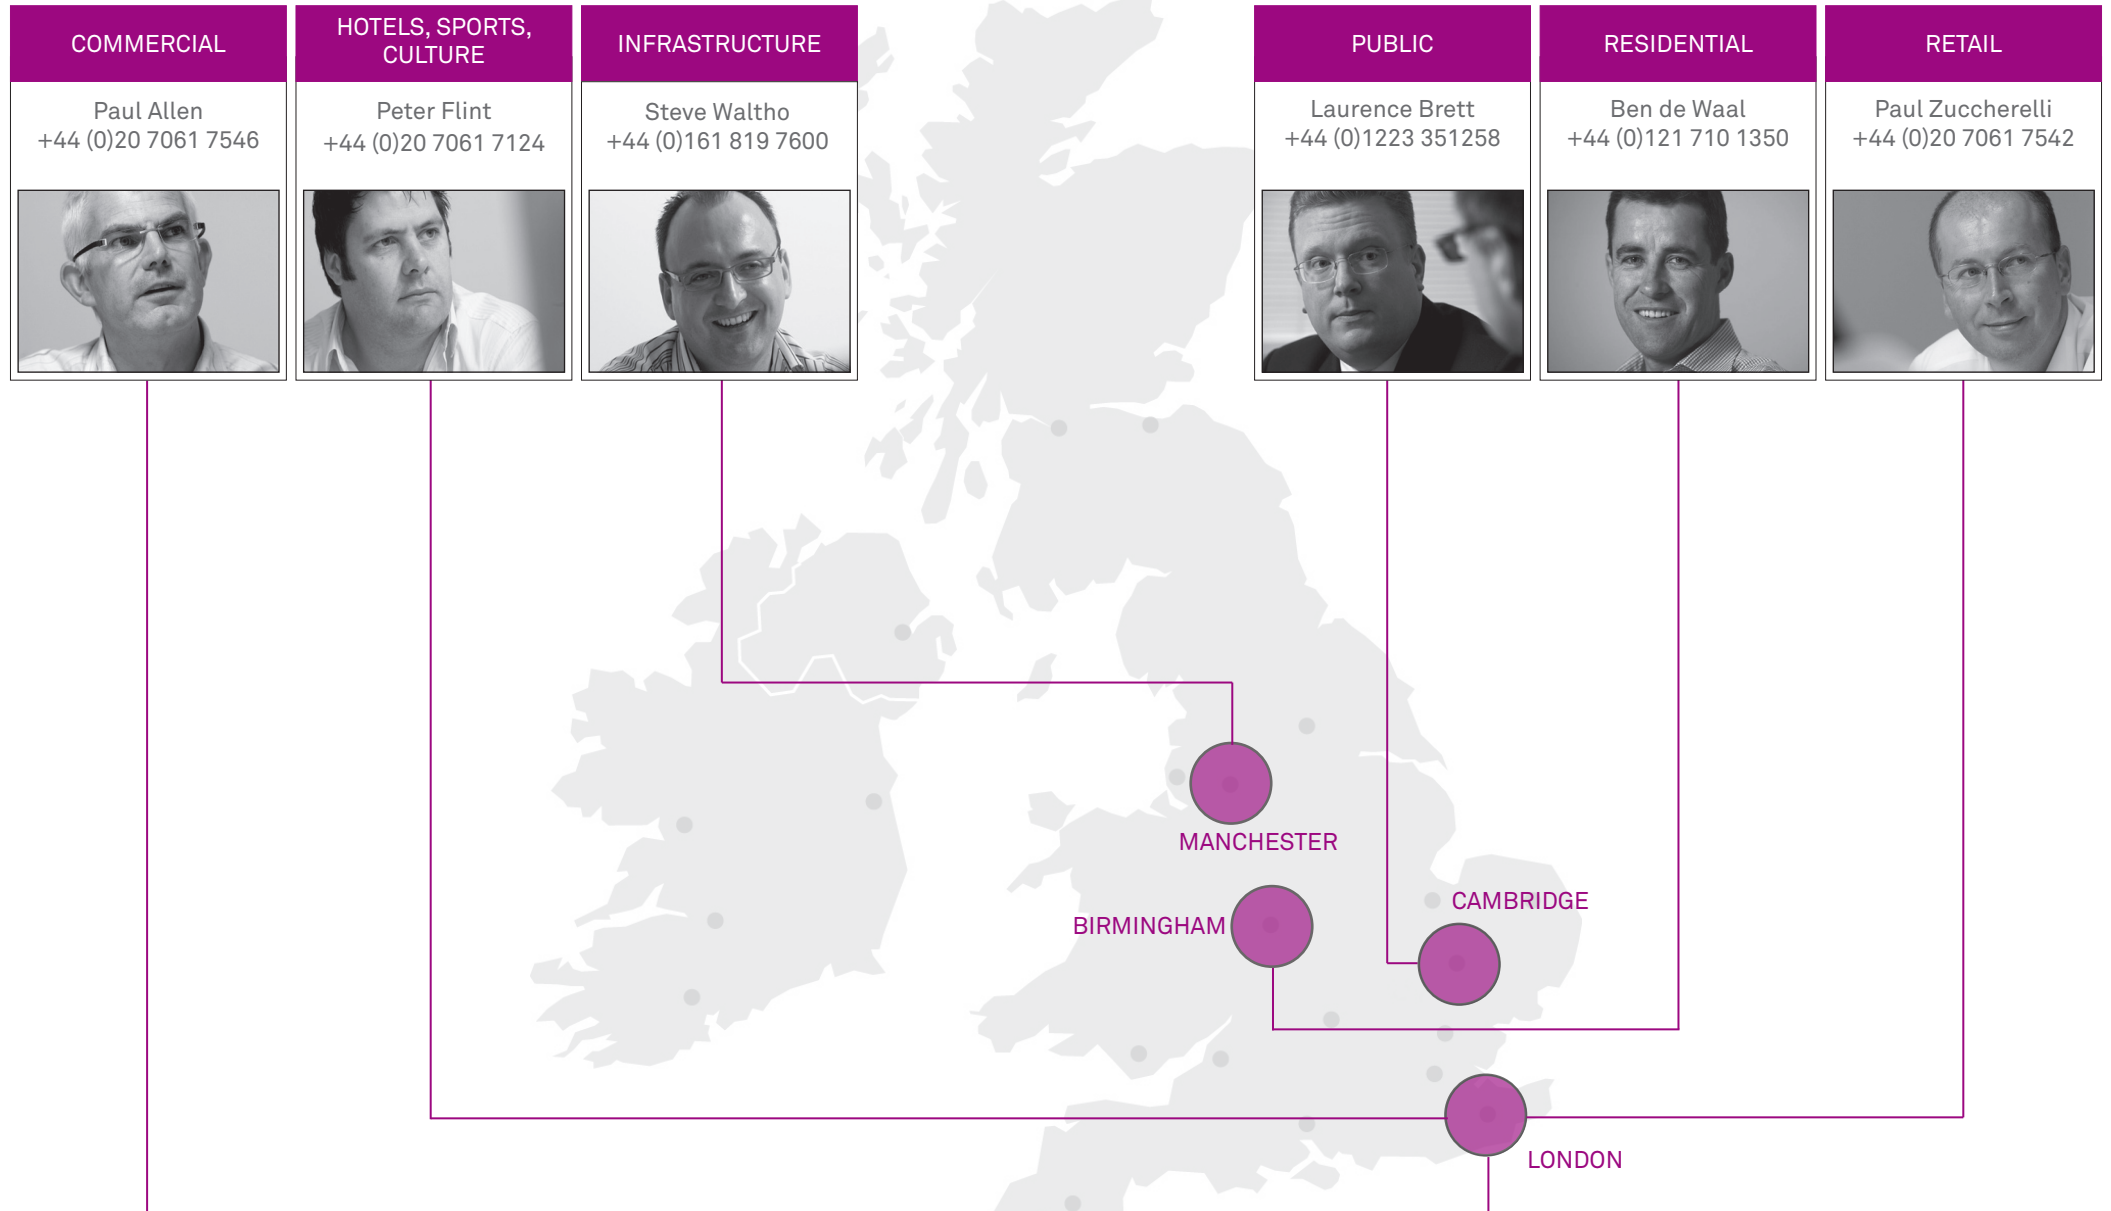 COMMERCIAL
Paul Allen
+44 (0)20 7061 7546
HOTELS, SPORTS,
CULTURE
Peter Flint
+44 (0)20 7061 7124
INFRASTRUCTURE
Steve Waltho
+44 (0)161 819 7600
PUBLIC
Laurence Brett
+44 (0)1223 351258
RESIDENTIAL
Ben de Waal
+44 (0)121 710 1350
RETAIL
Paul Zuccherelli
+44 (0)20 7061 7542
MANCHESTER
CAMBRIDGE
BIRMINGHAM
LONDON